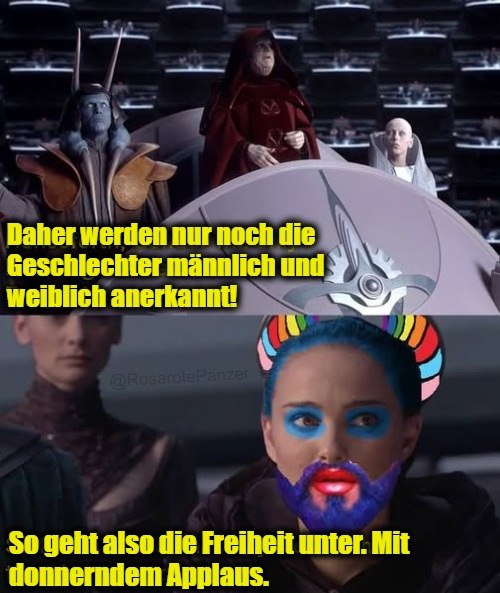 Daher werden nur noch die
Geschlechter männlich und
weiblich anerkannt!
@RosarotePanzer
So geht also die Freiheit unter. Mit
donnerndem Applaus.